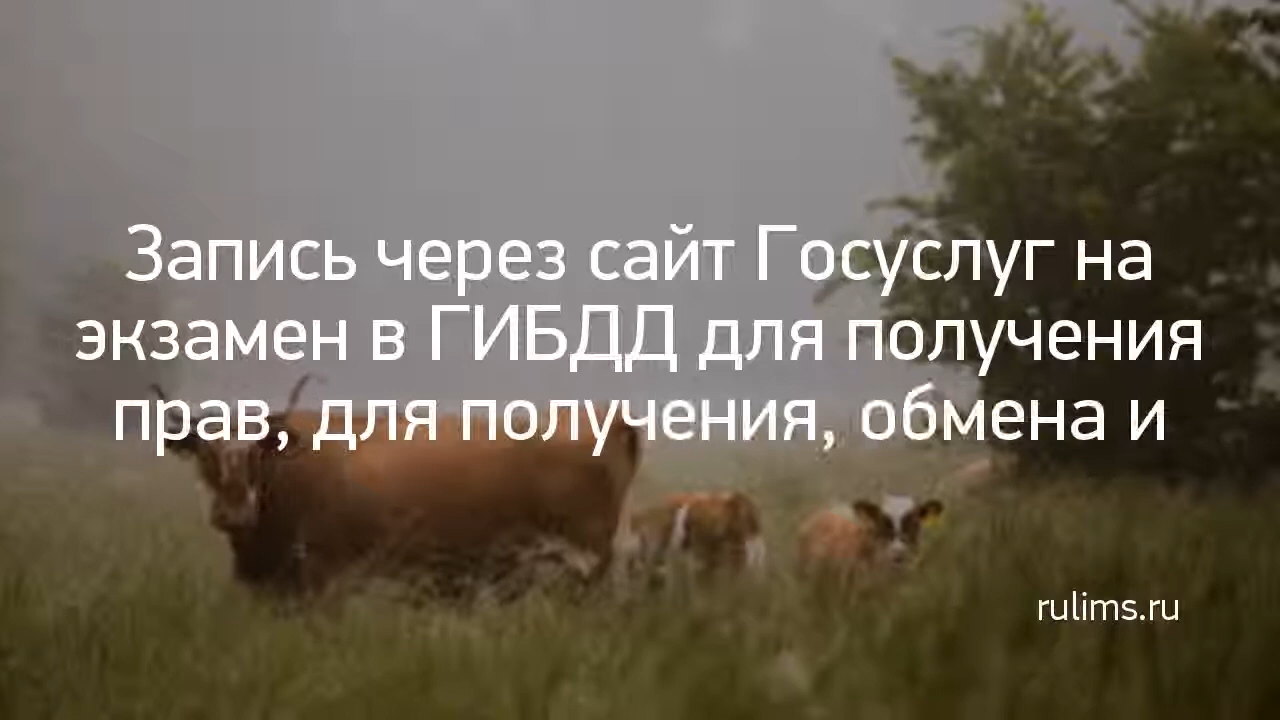 Запись через сайт Госуслуг на
экзамен в ГИБДД для получения
прав, для получения, обмена и
rulims.ru